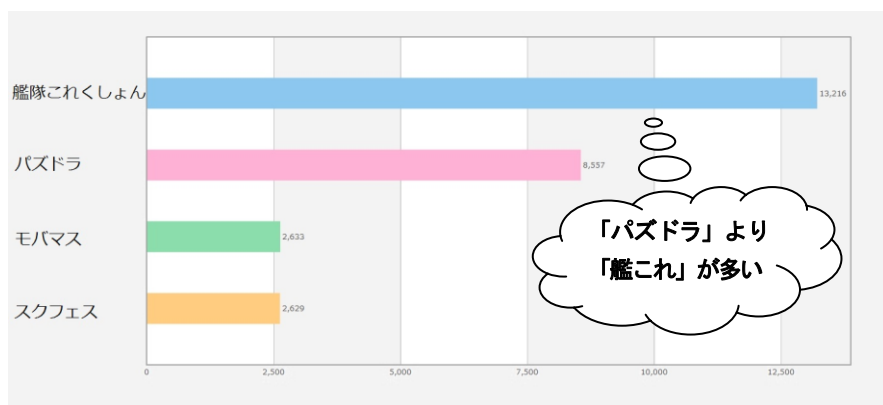 艦隊これくしょん
13,216
パズドラ
8,557
「パズドラ」より
「艦これ」が多い
モバマス
2,633
スクフェス
2,629
0
2,500
5,000
7,500
10,000
12,500